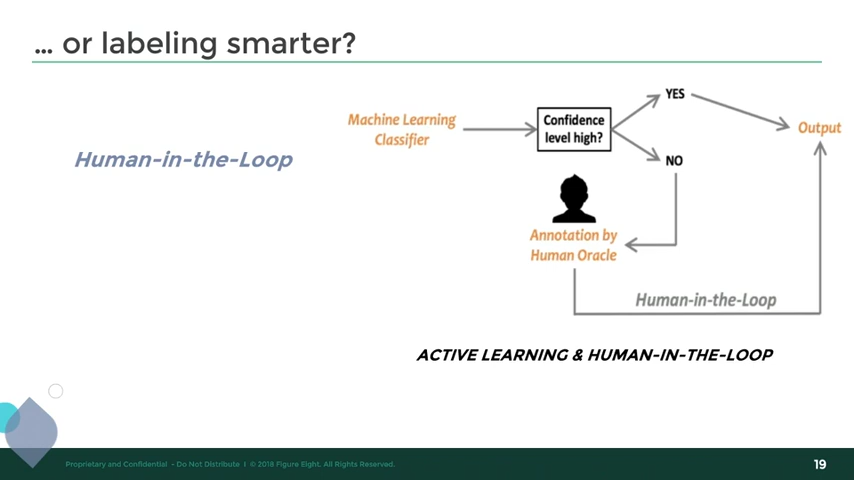 ... or labeling smarter?
Human-in-the-Loop
Machine Learning
Classifier
Confidence
level high?
YES
NO
Output
Annotation by
Human Oracle
Human-in-the-Loop
ACTIVE LEARNING & HUMAN-IN-THE-LOOP
Proprietary and Confidential - Do Not Distribute I © 2018 Figure Eight. All Rights Reserved.
19